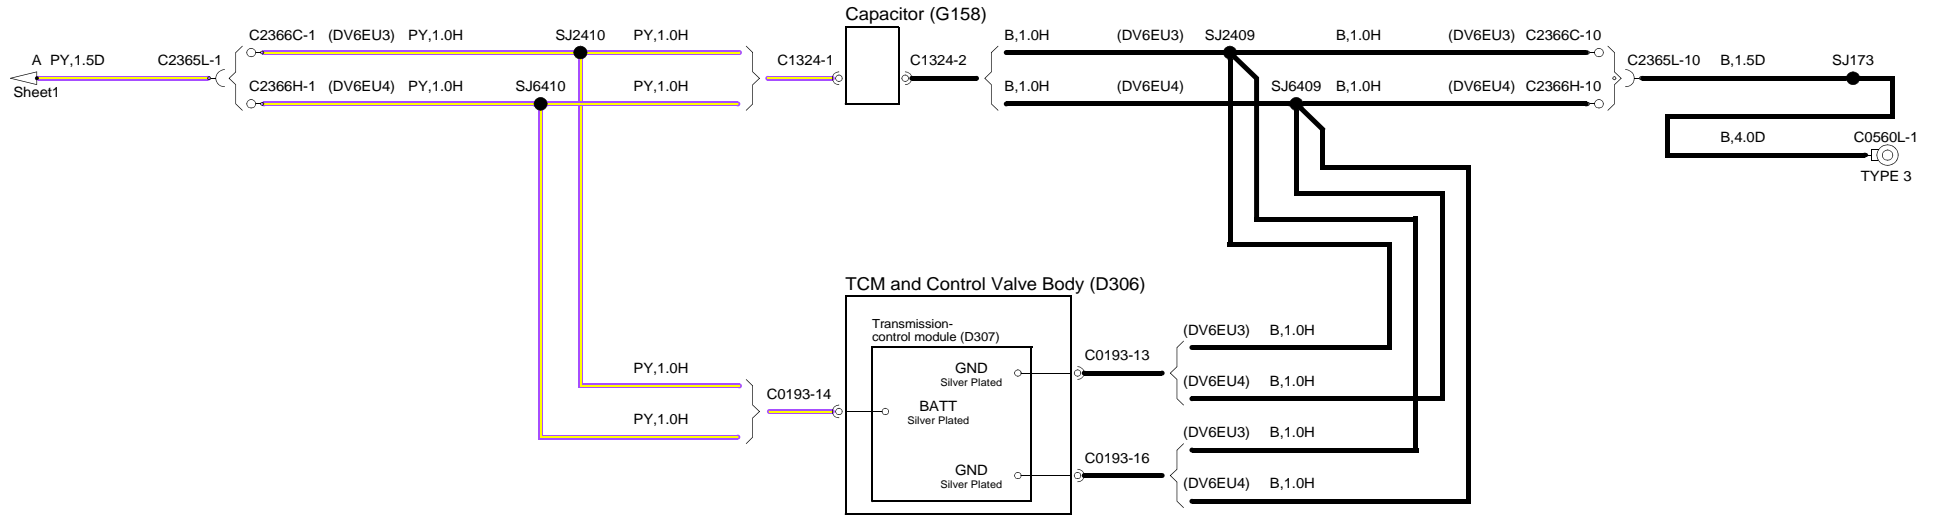 Capacitor (G158)
C2366C-1 (DV6EU3) PY,1.0H SJ2410 PY,1.0H
B,1.0H (DV6EU3) SJ2409 B,1.0H (DV6EU3) C2366C-10
A PY,1.5D C2365L-1
C1324-1 C1324-2
C2365L-10 B,1.5D SJ173
Sheet1
C2366H-1 (DV6EU4) PY,1.0H SJ6410 PY,1.0H
B,1.0H (DV6EU4) SJ6409 B,1.0H (DV6EU4) C2366H-10
B,4.0D C0560L-1
TYPE 3
TCM and Control Valve Body (D306)
Transmission-
control module (D307)
(DV6EU3) B,1.0H
GND C0193-13
Silver Plated
PY,1.0H
(DV6EU4) B,1.0H
C0193-14
BATT
Silver Plated
PY,1.0H
(DV6EU3) B,1.0H
C0193-16
GND
Silver Plated
(DV6EU4) B,1.0H